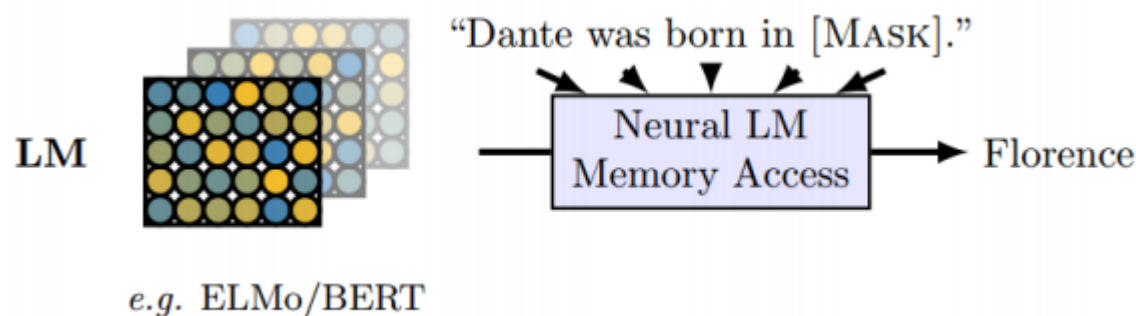 “Dante was born in [MASK].”
Neural LM
LM
Memory Access
Florence
e.g. ELMo/BERT